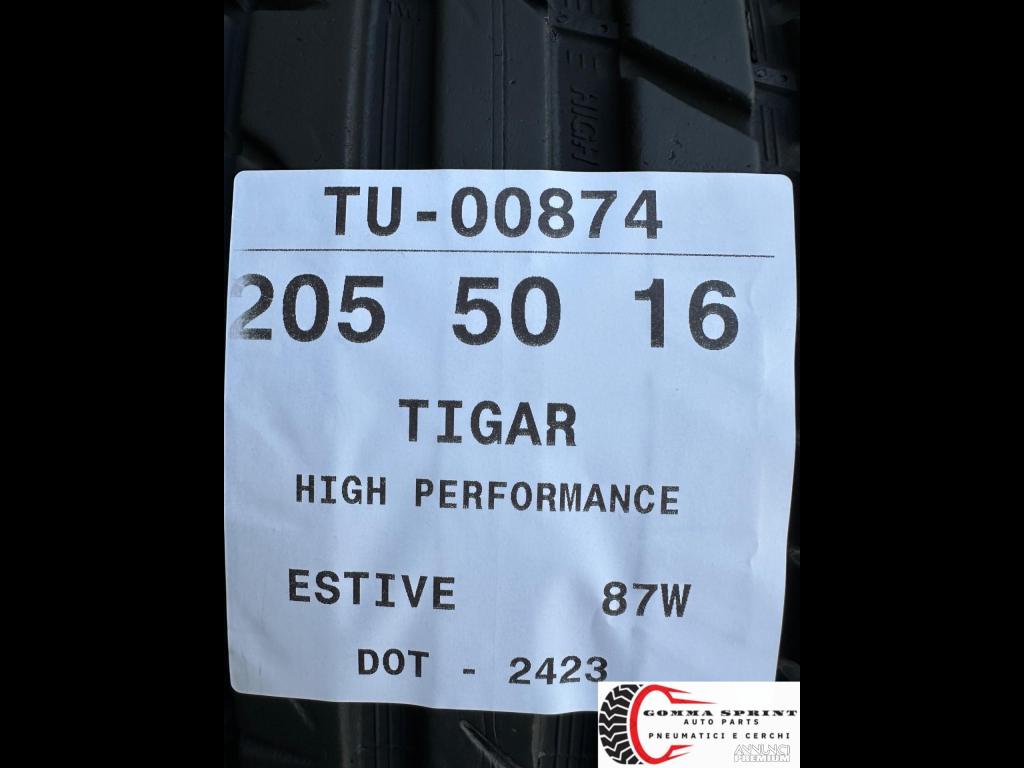 HIGH
TU-00874
205 50 16
TIGAR
HIGH PERFORMANCE
ESTIVE 87W
DOT - 2423
GOMMA SPRINT
AUTO PARTS
PNEUMATICI E CERCHI
ANNUNCI
PREMIUM